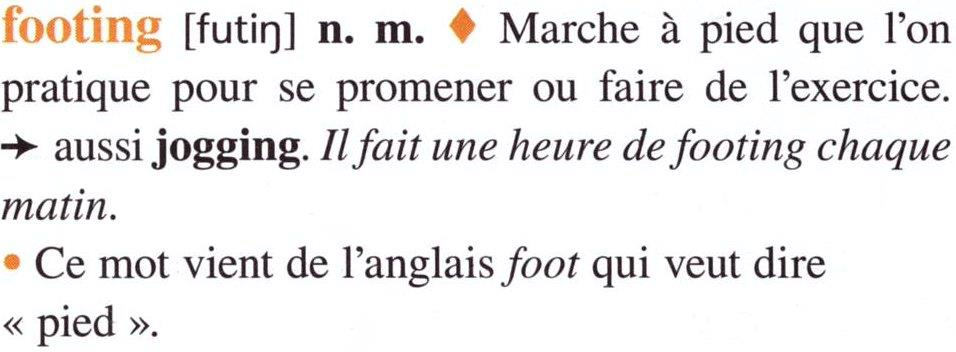 footing [futiŋ] n. m. ♦ Marche à pied que l'on
pratique pour se promener ou faire de l'exercice.
→ aussi jogging. Il fait une heure de footing chaque
matin.
• Ce mot vient de l'anglais foot qui veut dire
« pied ».